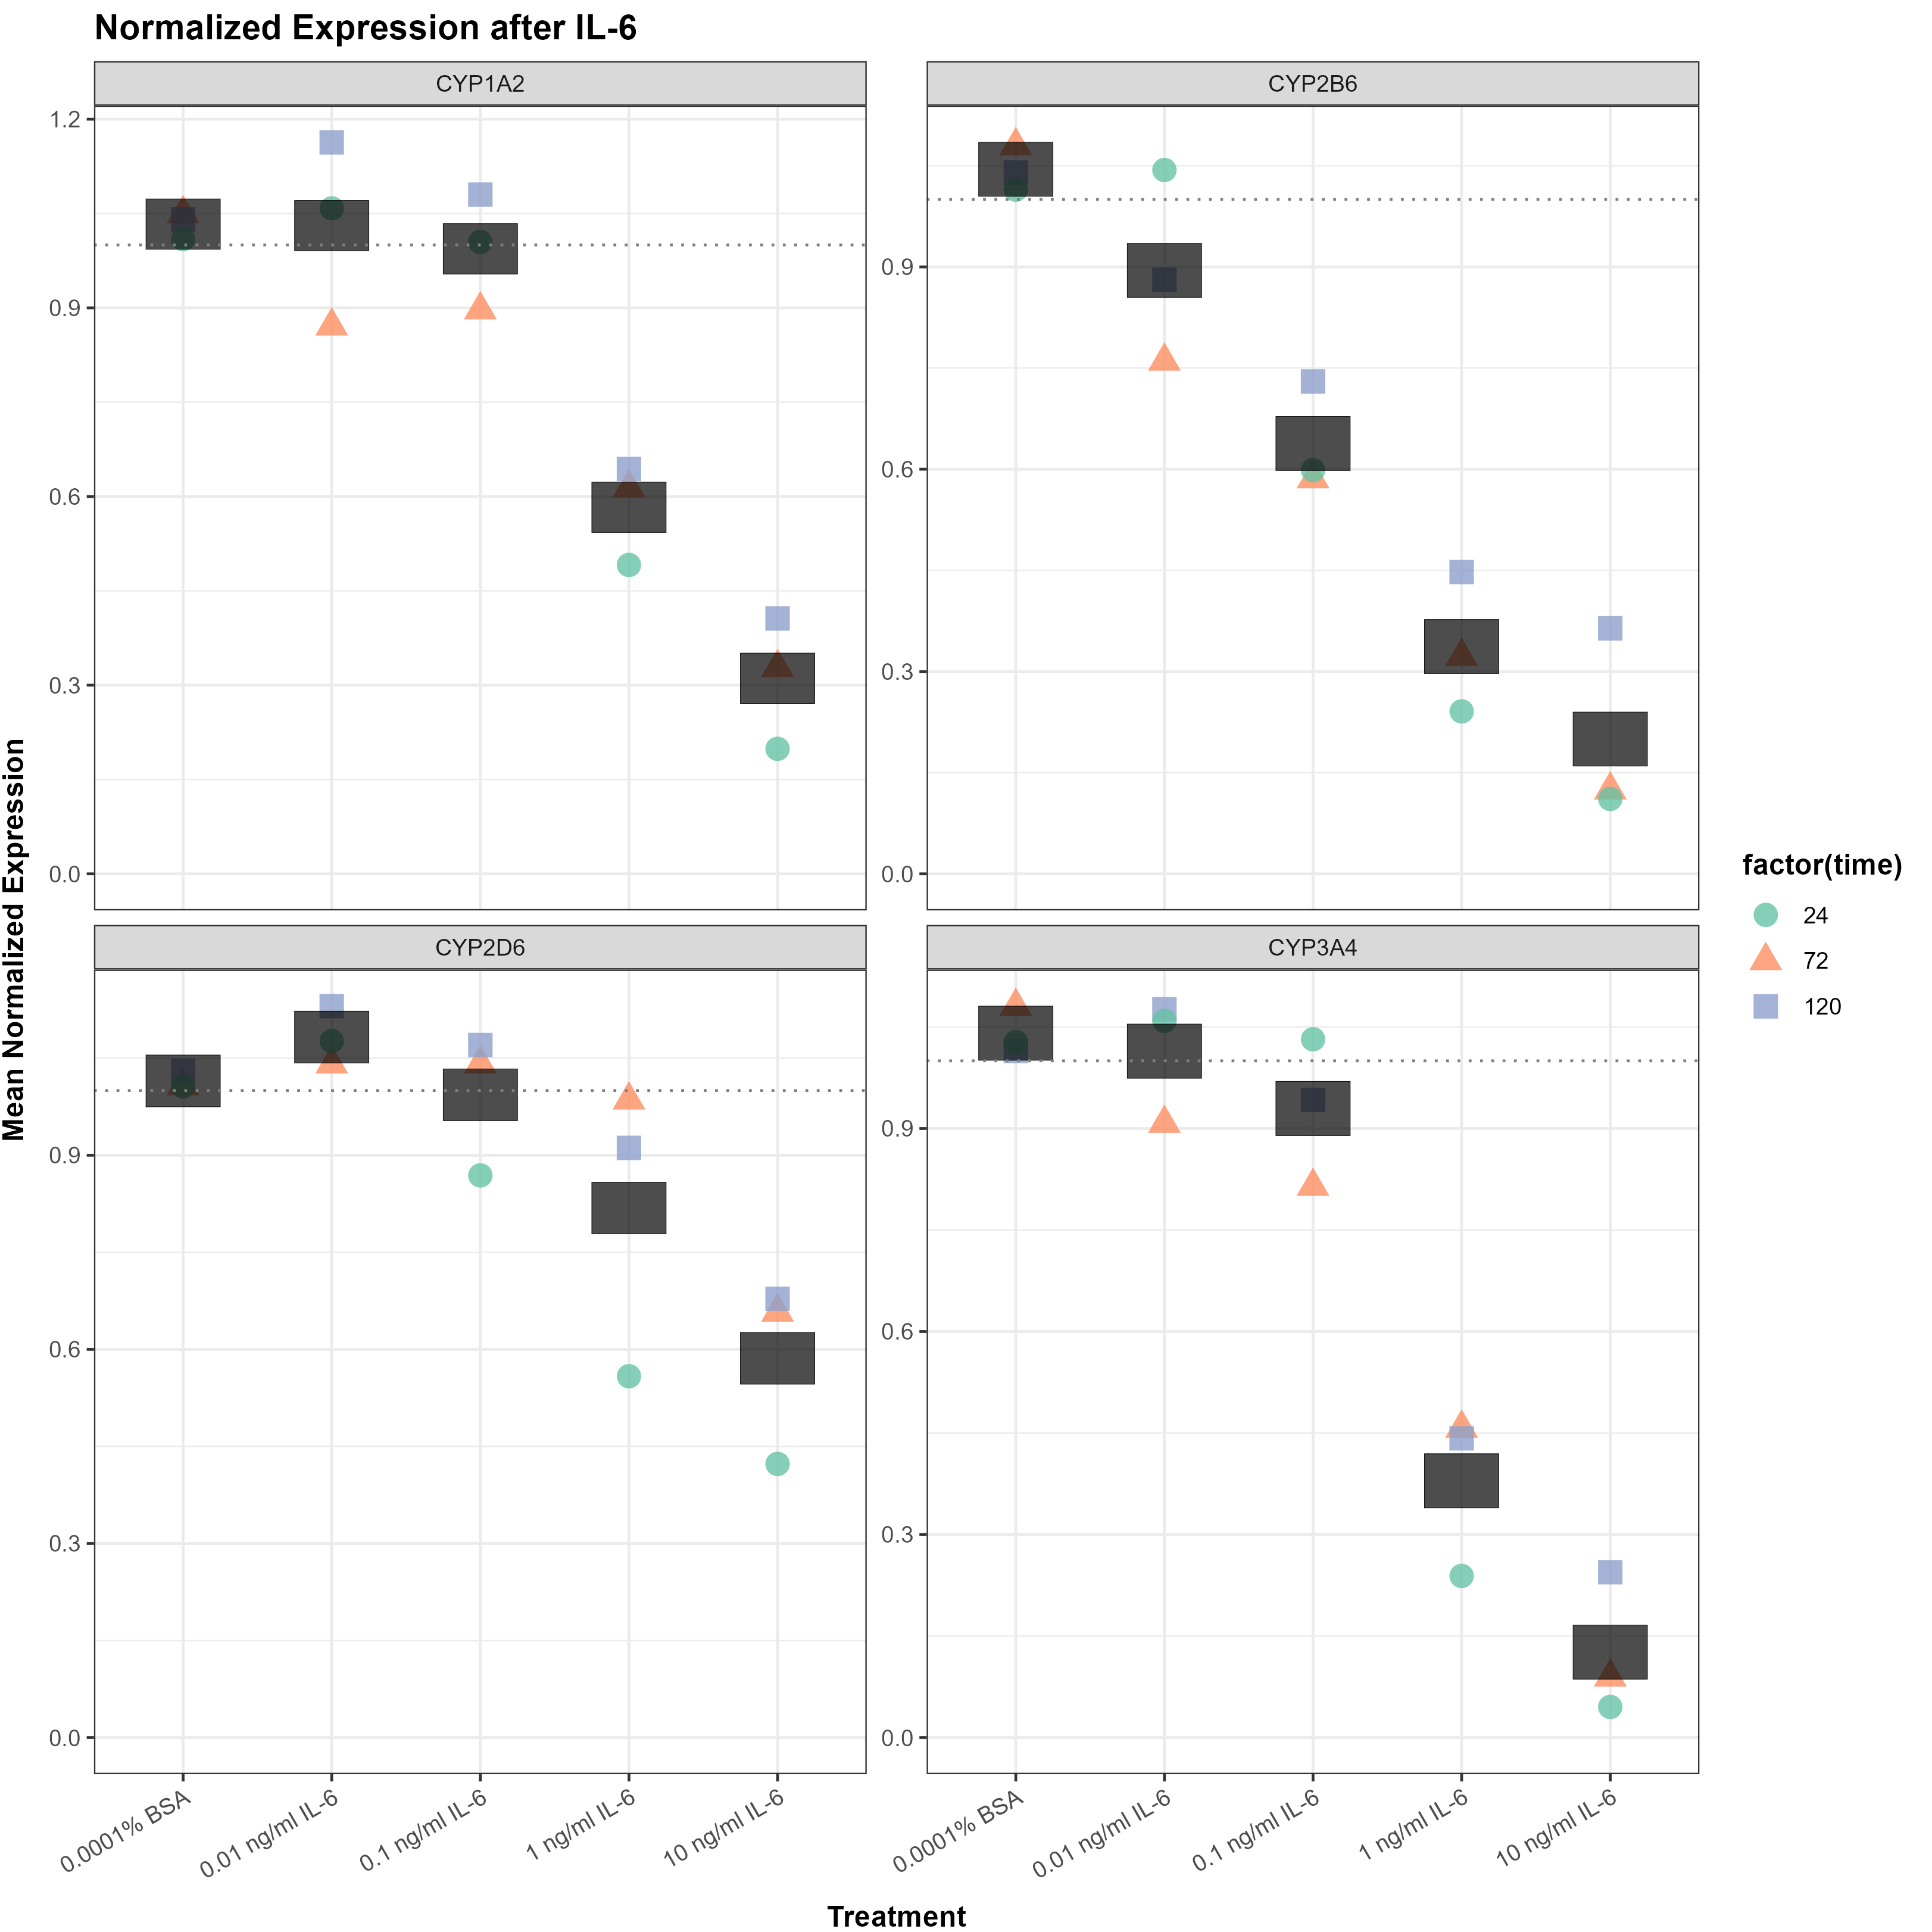 Normalized Expression after IL-6
CYP1A2
CYP2B6
1.2
0.9
0.6
0.3
0.0
0.9
0.6
0.3
0.0
CYP2D6
CYP3A4
0.9
0.6
0.3
0.0
0.9
0.6
0.3
0.0
0.0001% BSA
0.01 ng/ml IL-6
0.1 ng/ml IL-6
1 ng/ml IL-6
10 ng/ml IL-6
0.0001% BSA
0.01 ng/ml IL-6
0.1 ng/ml IL-6
1 ng/ml IL-6
10 ng/ml IL-6
Treatment
Mean Normalized Expression
factor(time)
24
72
120